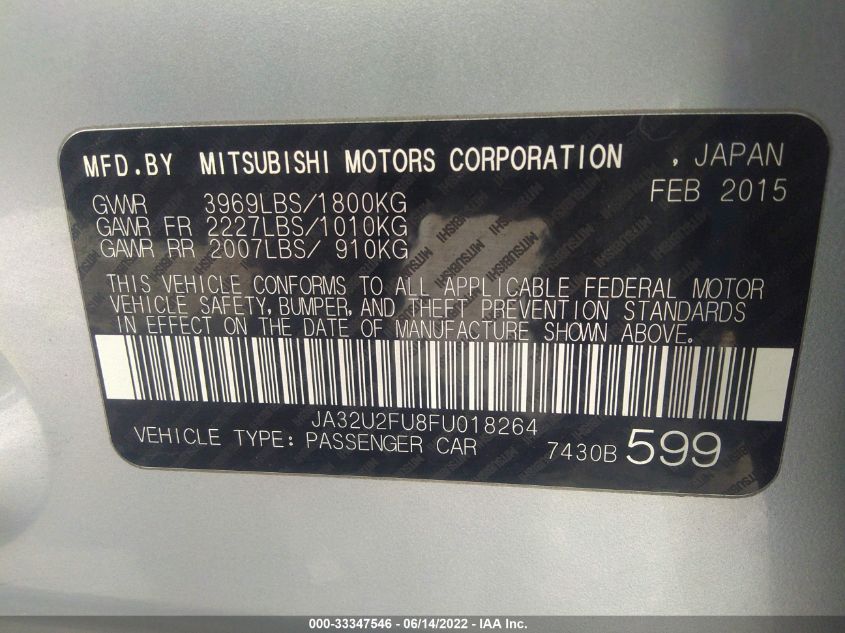 MFD.BY MITSUBISHI MOTORS CORPORATION , JAPAN
FEB 2015
GVWR 3969LBS/1800KG
GAWR FR 2227LBS/1010KG
GAWR RR 2007LBS/ 910KG
THIS VEHICLE CONFORMS TO ALL APPLICABLE FEDERAL MOTOR
VEHICLE SAFETY,BUMPER,AND THEFT PREVENTION STANDARDS
IN EFFECT ON THE DATE OF MANUFACTURE SHOWN ABOVE.
JA32U2FU8FU018264
VEHICLE TYPE: PASSENGER CAR 7430B 599
000-33347546 - 06/14/2022 - IAA Inc.